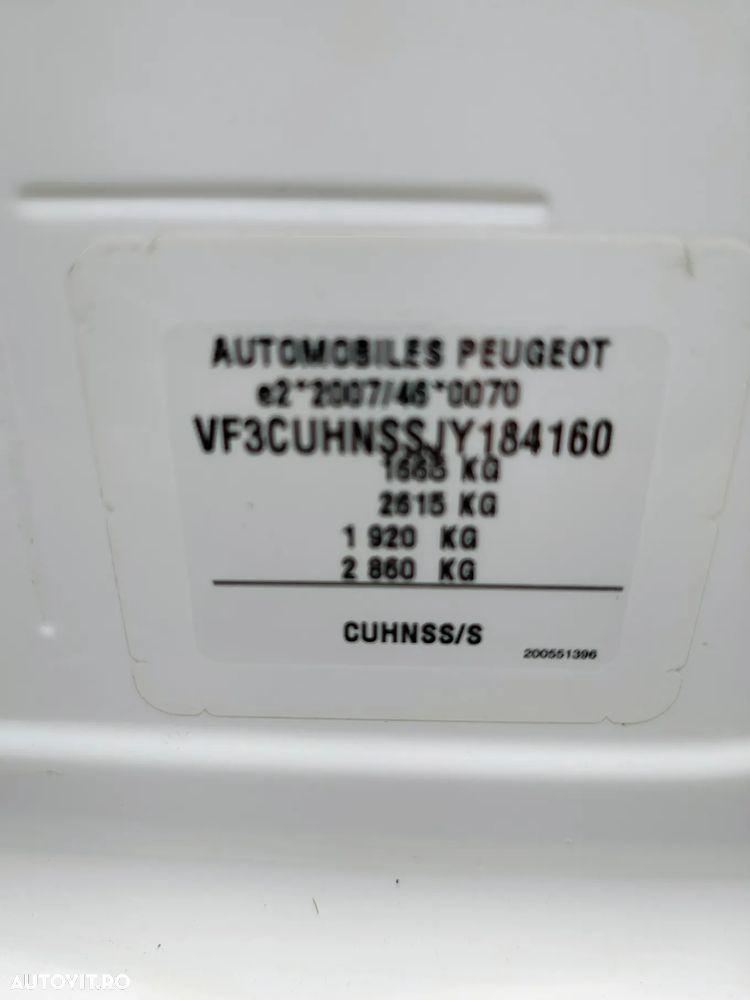 AUTOMOBILES PEUGEOT
e2*2007/46*0070
VF3CUHNSSJY184160
KG
2615 KG
1 920 KG
2 860 KG
CUHNSS/S
200551396
AUTOVIT.RO